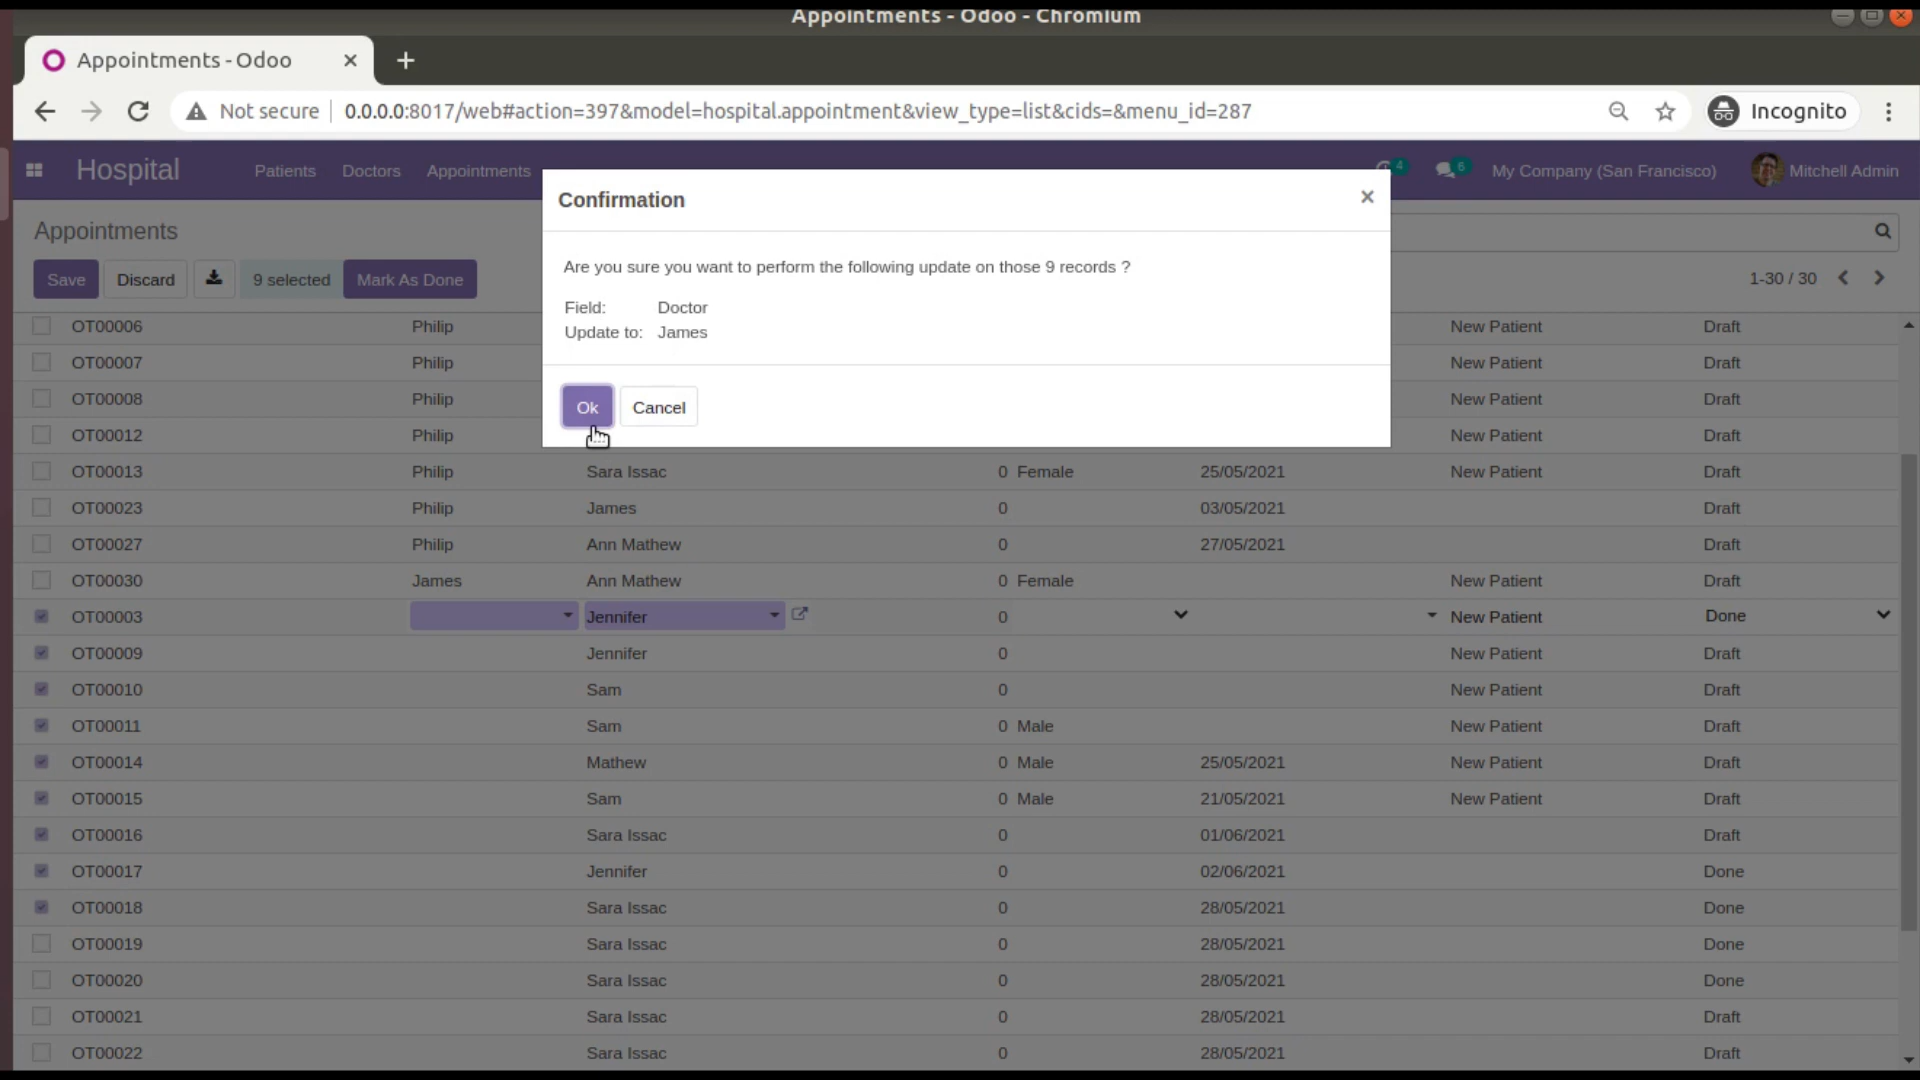 Appointments - Odoo - Chromium
Appointments - Odoo
Not secure 0.0.0.0:8017/web#action=397&model=hospital.appointment&view_type=list&cids=&menu_id=287 Incognito
Hospital Patients Doctors Appointments 4 6 My Company (San Francisco) Mitchell Admin
Confirmation
Are you sure you want to perform the following update on those 9 records ?
Field: Doctor
Update to: James
Ok Cancel
Appointments
Save Discard 9 selected Mark As Done 1-30 / 30
OT00006 Philip New Patient Draft
OT00007 Philip New Patient Draft
OT00008 Philip New Patient Draft
OT00012 Philip New Patient Draft
OT00013 Philip Sara Issac 0 Female 25/05/2021 New Patient Draft
OT00023 Philip James 0 03/05/2021 Draft
OT00027 Philip Ann Mathew 0 27/05/2021 Draft
OT00030 James Ann Mathew 0 Female New Patient Draft
OT00003 Jennifer 0 New Patient Done
OT00009 Jennifer 0 New Patient Draft
OT00010 Sam 0 New Patient Draft
OT00011 Sam 0 Male New Patient Draft
OT00014 Mathew 0 Male 25/05/2021 New Patient Draft
OT00015 Sam 0 Male 21/05/2021 New Patient Draft
OT00016 Sara Issac 0 01/06/2021 Draft
OT00017 Jennifer 0 02/06/2021 Done
OT00018 Sara Issac 0 28/05/2021 Done
OT00019 Sara Issac 0 28/05/2021 Done
OT00020 Sara Issac 0 28/05/2021 Done
OT00021 Sara Issac 0 28/05/2021 Draft
OT00022 Sara Issac 0 28/05/2021 Draft